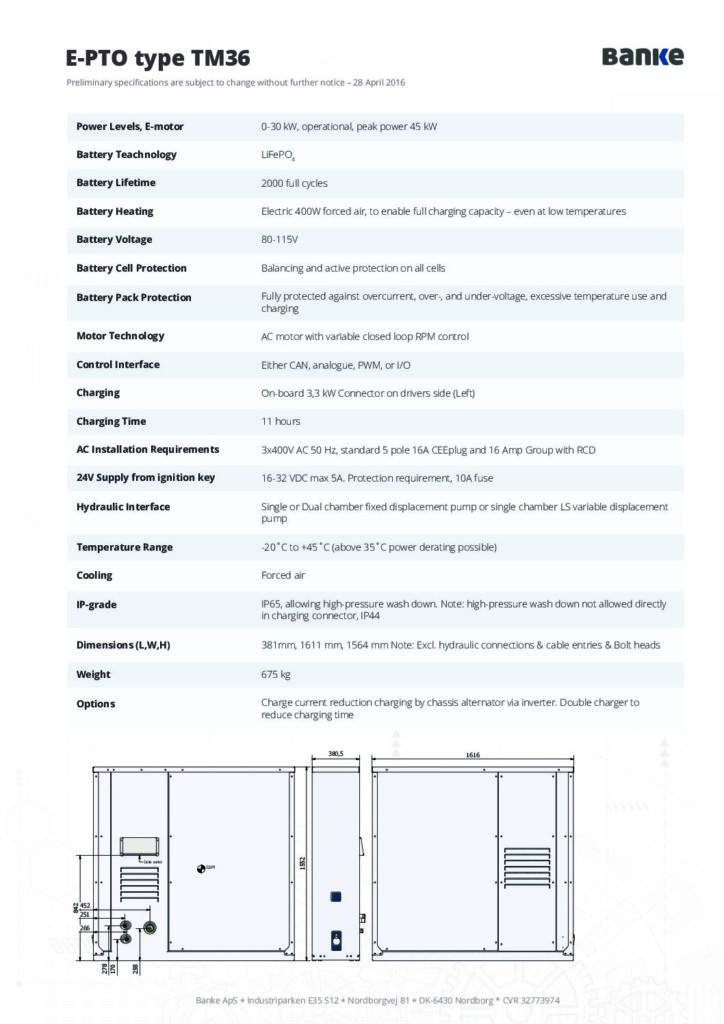 E-PTO type TM36
BANKE
Preliminary specifications are subject to change without further notice – 28 April 2016
Power Levels, E-motor 0-30 kW, operational, peak power 45 kW
Battery Teachnology LiFePO₄
Battery Lifetime 2000 full cycles
Battery Heating Electric 400W forced air, to enable full charging capacity – even at low temperatures
Battery Voltage 80-115V
Battery Cell Protection Balancing and active protection on all cells
Battery Pack Protection Fully protected against overcurrent, over-, and under-voltage, excessive temperature use and
charging
Motor Technology AC motor with variable closed loop RPM control
Control Interface Either CAN, analogue, PWM, or I/O
Charging On-board 3,3 kW Connector on drivers side (Left)
Charging Time 11 hours
AC Installation Requirements 3x400V AC 50 Hz, standard 5 pole 16A CEEplug and 16 Amp Group with RCD
24V Supply from ignition key 16-32 VDC max 5A. Protection requirement, 10A fuse
Hydraulic Interface Single or Dual chamber fixed displacement pump or single chamber LS variable displacement
pump
Temperature Range -20˚C to +45˚C (above 35˚C power derating possible)
Cooling Forced air
IP-grade IP65, allowing high-pressure wash down. Note: high-pressure wash down not allowed directly
in charging connector, IP44
Dimensions (L,W,H) 381mm, 1611 mm, 1564 mm Note: Excl. hydraulic connections & cable entries & Bolt heads
Weight 675 kg
Options Charge current reduction charging by chassis alternator via inverter. Double charger to
reduce charging time
380,5
1616
1552
842
452
251
266
278
170
238
Banke ApS • Industriparken E35 S12 • Nordborgvej 81 • DK-6430 Nordborg * CVR 32773974